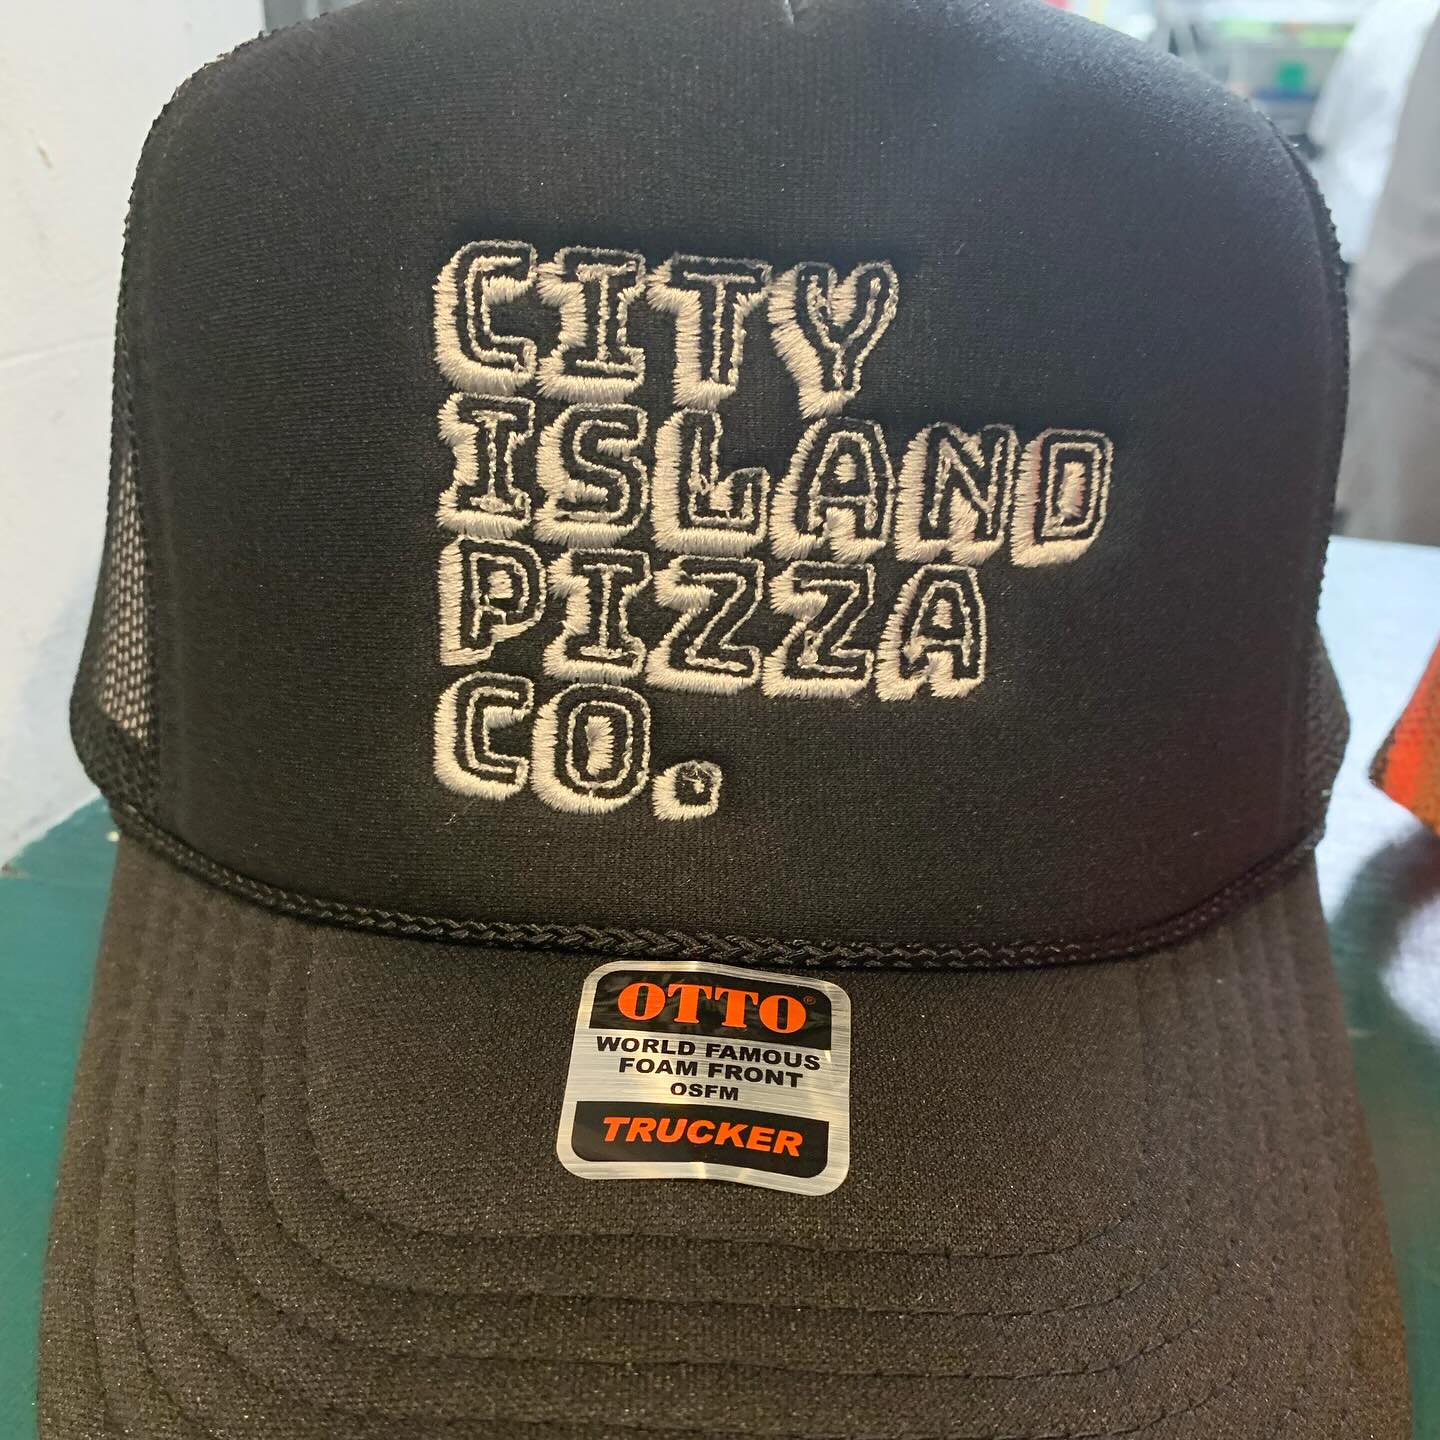 CITY
ISLAND
PIZZA
CO.
OTTO®
WORLD FAMOUS
FOAM FRONT
OSFM
TRUCKER